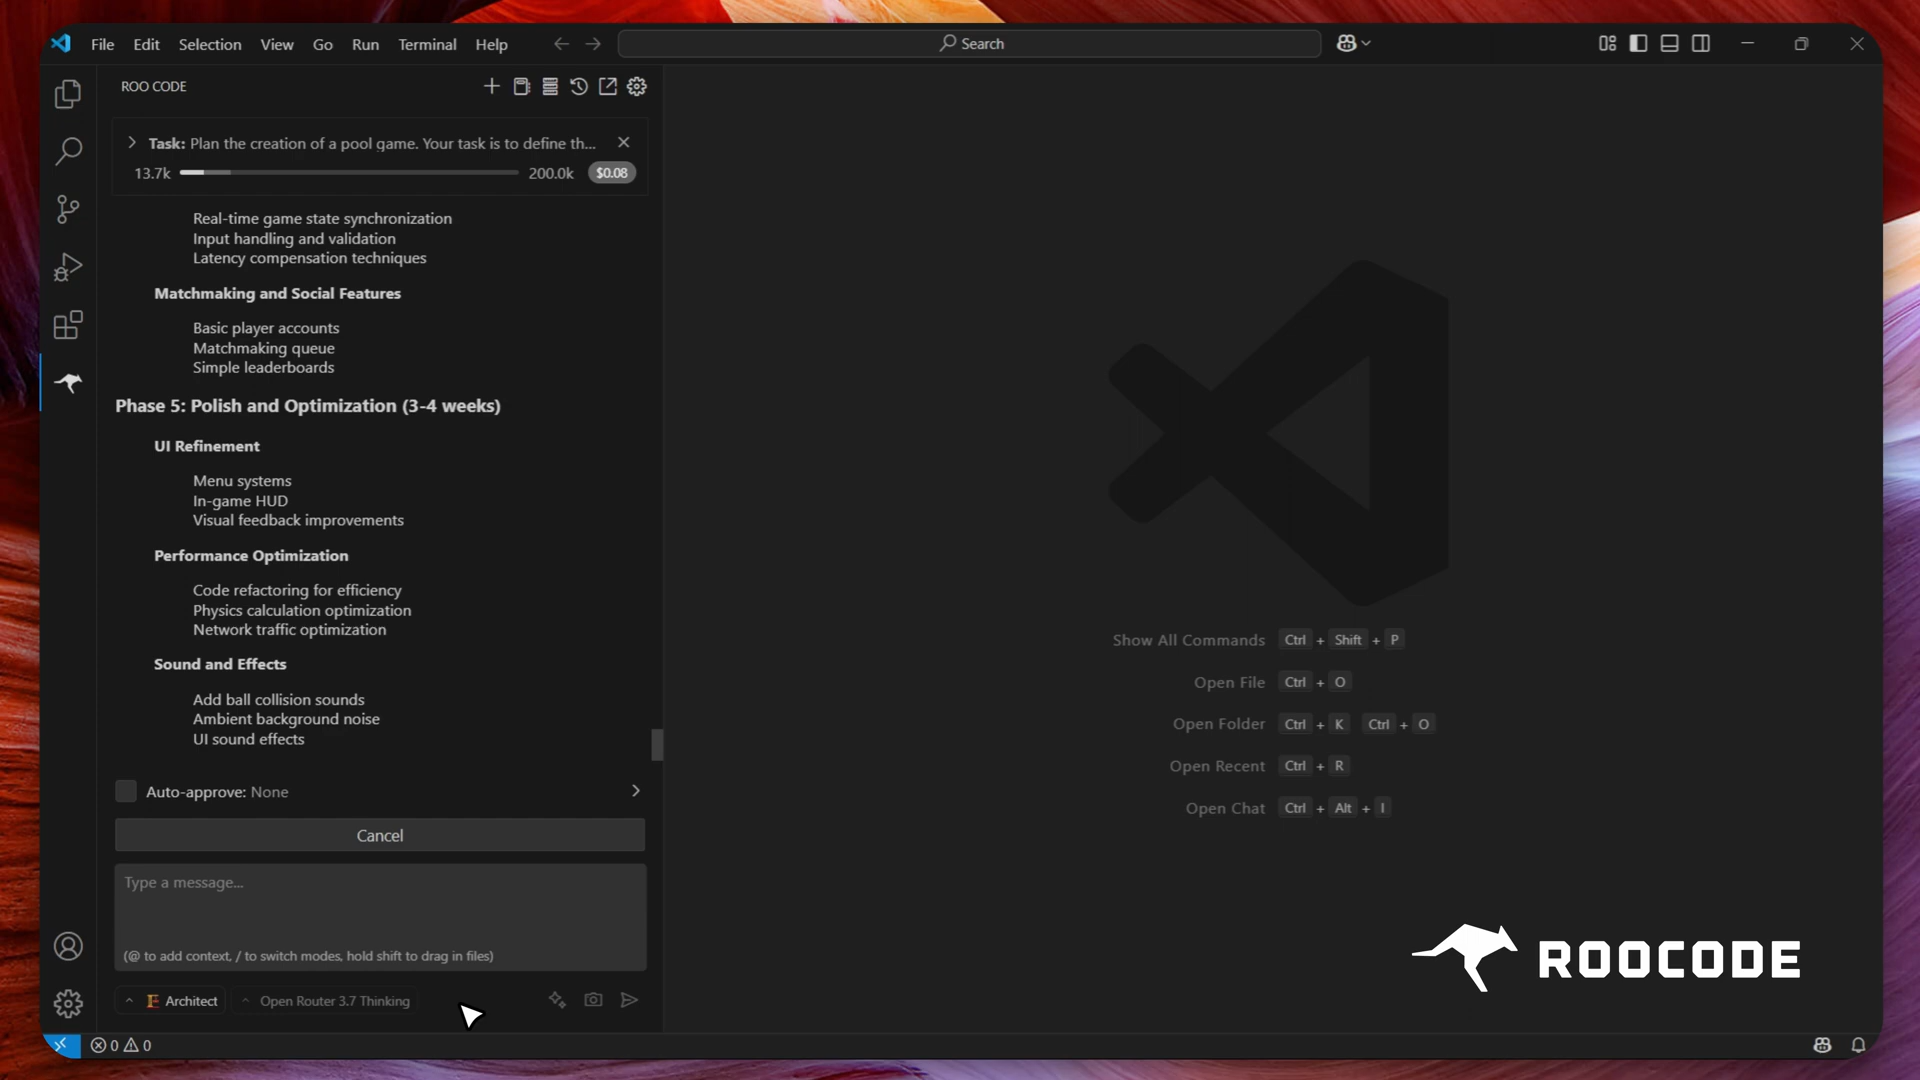 File Edit Selection View Go Run Terminal Help
Search
ROO CODE
Task: Plan the creation of a pool game. Your task is to define th...
13.7k 200.0k $0.08
Real-time game state synchronization
Input handling and validation
Latency compensation techniques
Matchmaking and Social Features
Basic player accounts
Matchmaking queue
Simple leaderboards
Phase 5: Polish and Optimization (3-4 weeks)
UI Refinement
Menu systems
In-game HUD
Visual feedback improvements
Performance Optimization
Code refactoring for efficiency
Physics calculation optimization
Network traffic optimization
Sound and Effects
Add ball collision sounds
Ambient background noise
UI sound effects
Auto-approve: None
Cancel
Type a message...
(@ to add context, / to switch modes, hold shift to drag in files)
Architect Open Router 3.7 Thinking
0 0
Show All Commands Ctrl + Shift + P
Open File Ctrl + O
Open Folder Ctrl + K Ctrl + O
Open Recent Ctrl + R
Open Chat Ctrl + Alt + I
ROOCODE